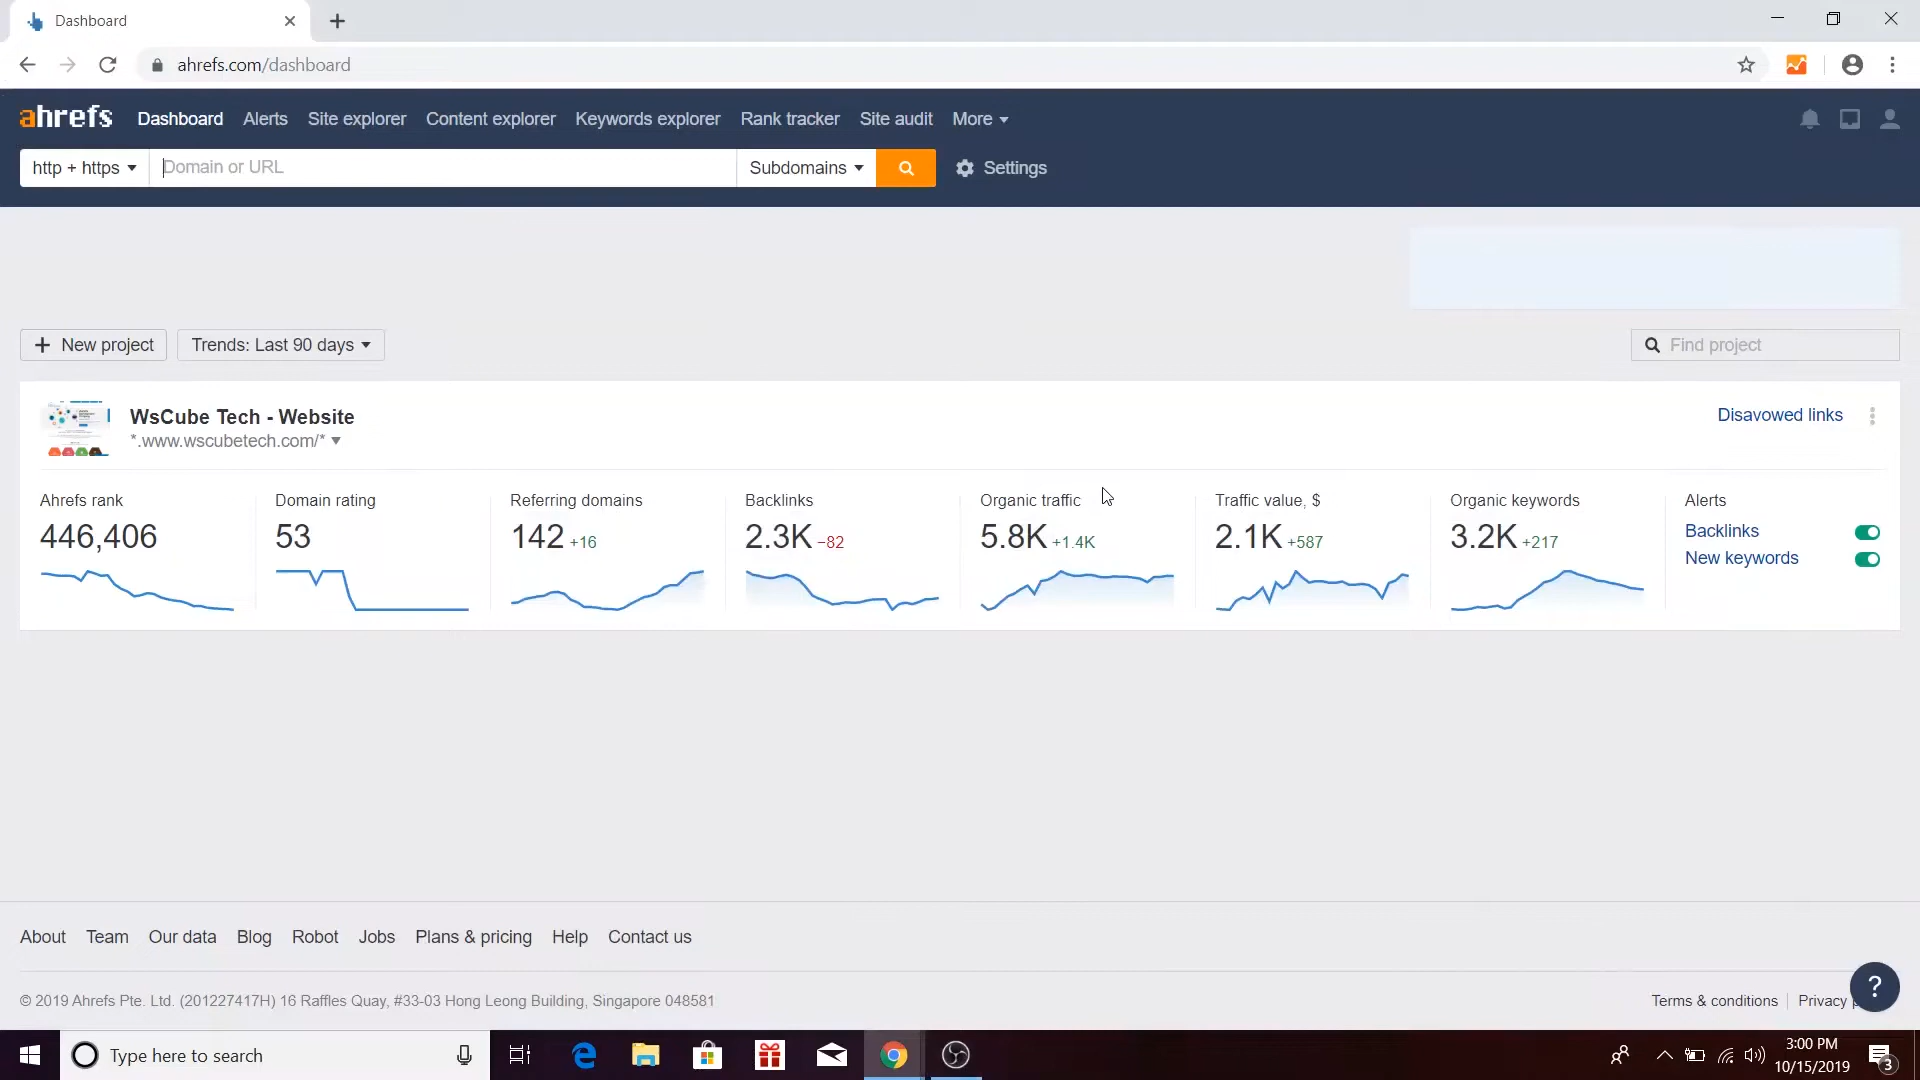 Dashboard
ahrefs.com/dashboard
ahrefs Dashboard Alerts Site explorer Content explorer Keywords explorer Rank tracker Site audit More
http + https Domain or URL Subdomains Settings
New project Trends: Last 90 days Find project
WsCube Tech - Website
*.www.wscubetech.com/*
Disavowed links
Ahrefs rank
446,406
Domain rating
53
Referring domains
142 +16
Backlinks
2.3K −82
Organic traffic
5.8K +1.4K
Traffic value, $
2.1K +587
Organic keywords
3.2K +217
Alerts
Backlinks
New keywords
About Team Our data Blog Robot Jobs Plans & pricing Help Contact us
© 2019 Ahrefs Pte. Ltd. (201227417H) 16 Raffles Quay, #33-03 Hong Leong Building, Singapore 048581
Terms & conditions Privacy
?
Type here to search
3:00 PM
10/15/2019
3